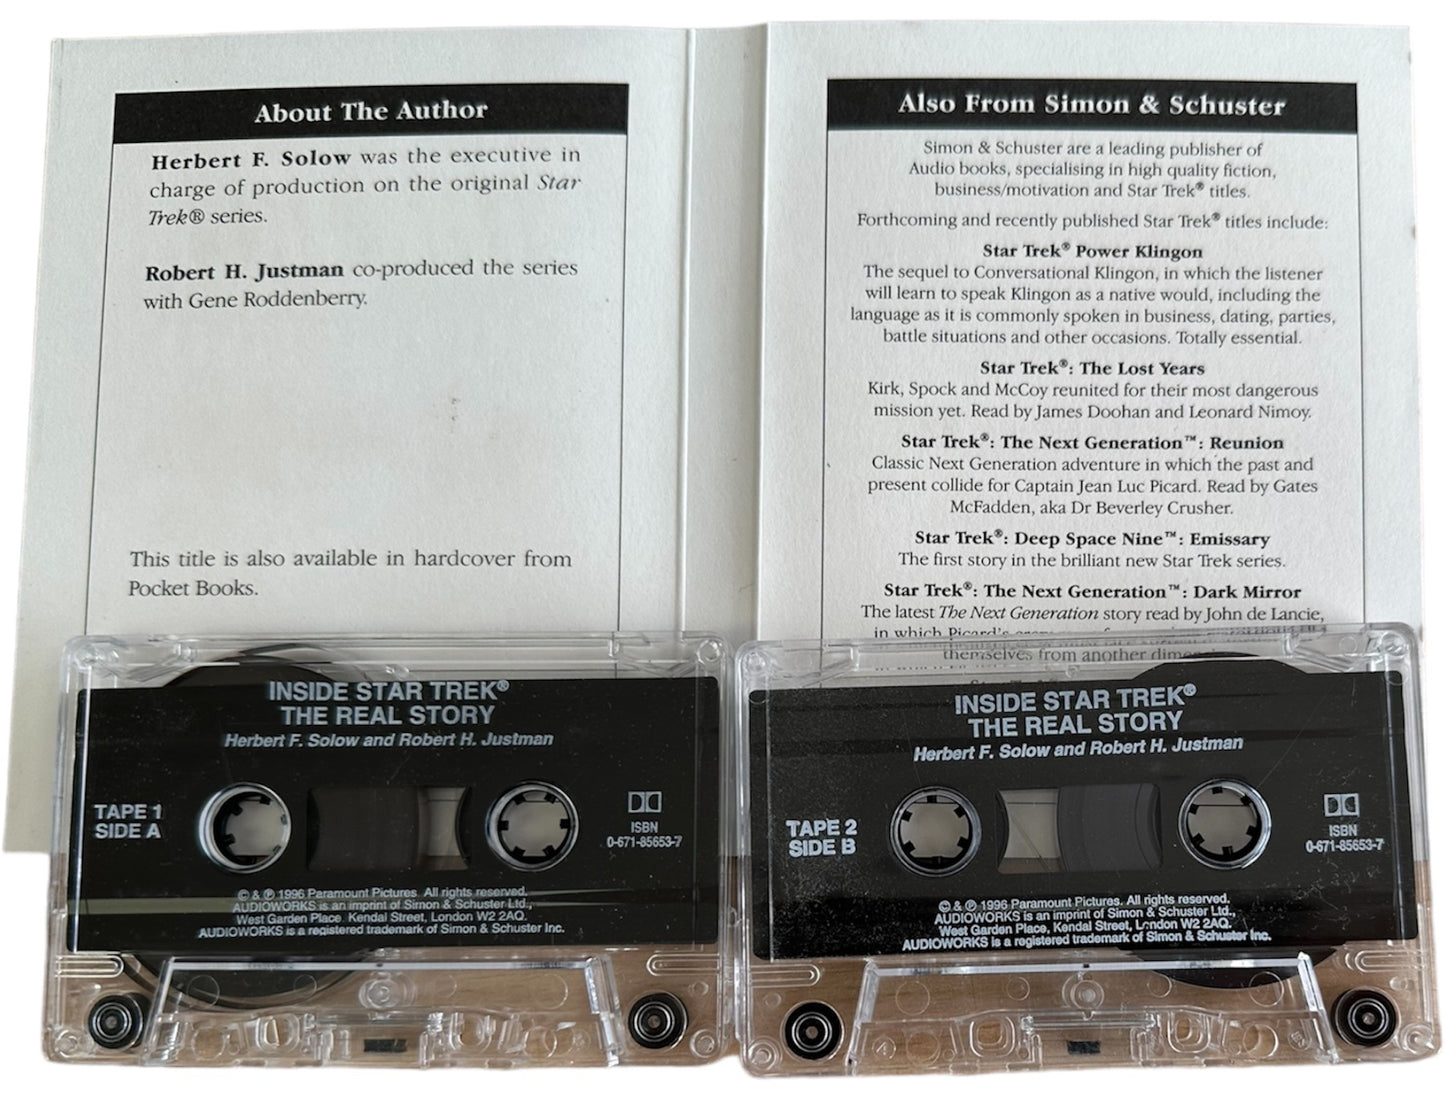 About The Author
Herbert F. Solow was the executive in
charge of production on the original Star
Trek® series.
Robert H. Justman co-produced the series
with Gene Roddenberry.
This title is also available in hardcover from
Pocket Books.
Also From Simon & Schuster
Simon & Schuster are a leading publisher of
Audio books, specialising in high quality fiction,
business/motivation and Star Trek® titles.
Forthcoming and recently published Star Trek® titles include:
Star Trek® Power Klingon
The sequel to Conversational Klingon, in which the listener
will learn to speak Klingon as a native would, including the
language as it is commonly spoken in business, dating, parties,
battle situations and other occasions. Totally essential.
Star Trek®: The Lost Years
Kirk, Spock and McCoy reunited for their most dangerous
mission yet. Read by James Doohan and Leonard Nimoy.
Star Trek®: The Next Generation™: Reunion
Classic Next Generation adventure in which the past and
present collide for Captain Jean Luc Picard. Read by Gates
McFadden, aka Dr Beverley Crusher.
Star Trek®: Deep Space Nine™: Emissary
The first story in the brilliant new Star Trek series.
Star Trek®: The Next Generation™: Dark Mirror
The latest The Next Generation story read by John de Lancie,
in which Picard's
themselves from another
INSIDE STAR TREK®
THE REAL STORY
Herbert F. Solow and Robert H. Justman
TAPE 1
SIDE A
ISBN
0-671-85653-7
© & ℗ 1996 Paramount Pictures. All rights reserved.
AUDIOWORKS is an imprint of Simon & Schuster Ltd.,
West Garden Place, Kendal Street, London W2 2AQ.
AUDIOWORKS is a registered trademark of Simon & Schuster Inc.
INSIDE STAR TREK®
THE REAL STORY
Herbert F. Solow and Robert H. Justman
TAPE 2
SIDE B
ISBN
0-671-85653-7
© & ℗ 1996 Paramount Pictures. All rights reserved.
AUDIOWORKS is an imprint of Simon & Schuster Ltd.,
West Garden Place, Kendal Street, London W2 2AQ.
AUDIOWORKS is a registered trademark of Simon & Schuster Inc.